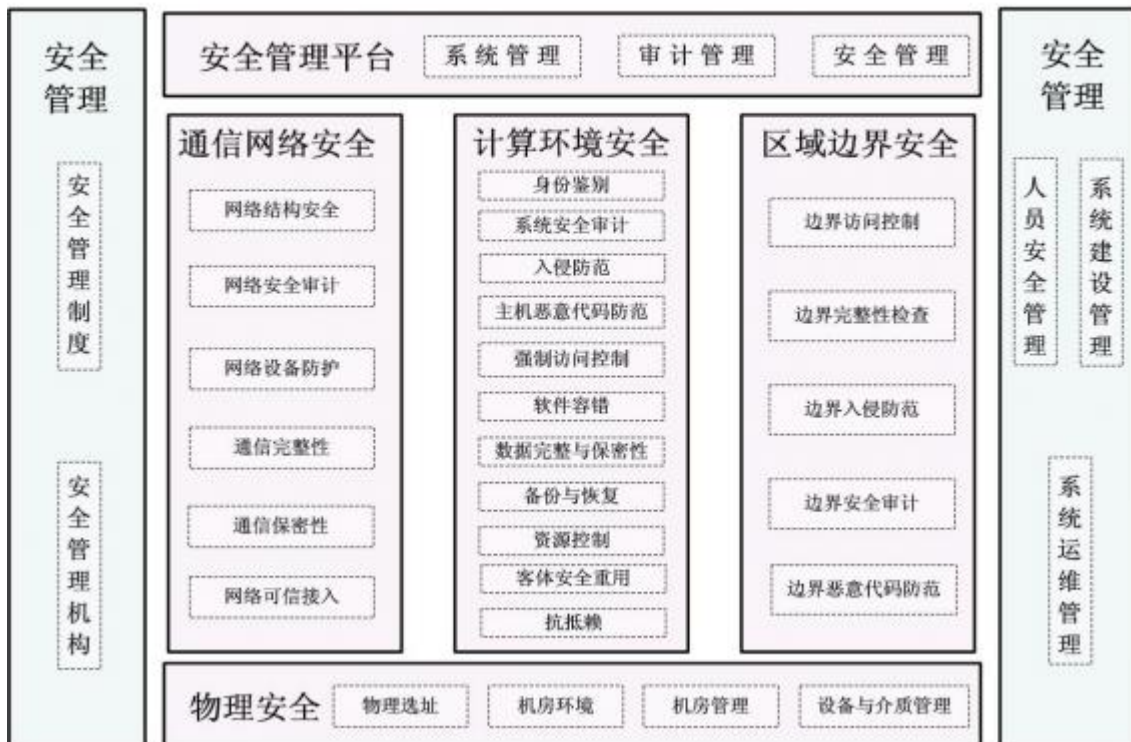 安全
管理
安全管理制度
安全管理机构
安全管理平台
系统管理
审计管理
安全管理
通信网络安全
网络结构安全
网络安全审计
网络设备防护
通信完整性
通信保密性
网络可信接入
计算环境安全
身份鉴别
系统安全审计
入侵防范
主机恶意代码防范
强制访问控制
软件容错
数据完整与保密性
备份与恢复
资源控制
客体安全重用
抗抵赖
区域边界安全
边界访问控制
边界完整性检查
边界入侵防范
边界安全审计
边界恶意代码防范
物理安全
物理选址
机房环境
机房管理
设备与介质管理
安全
管理
人员安全管理
系统建设管理
系统运维管理